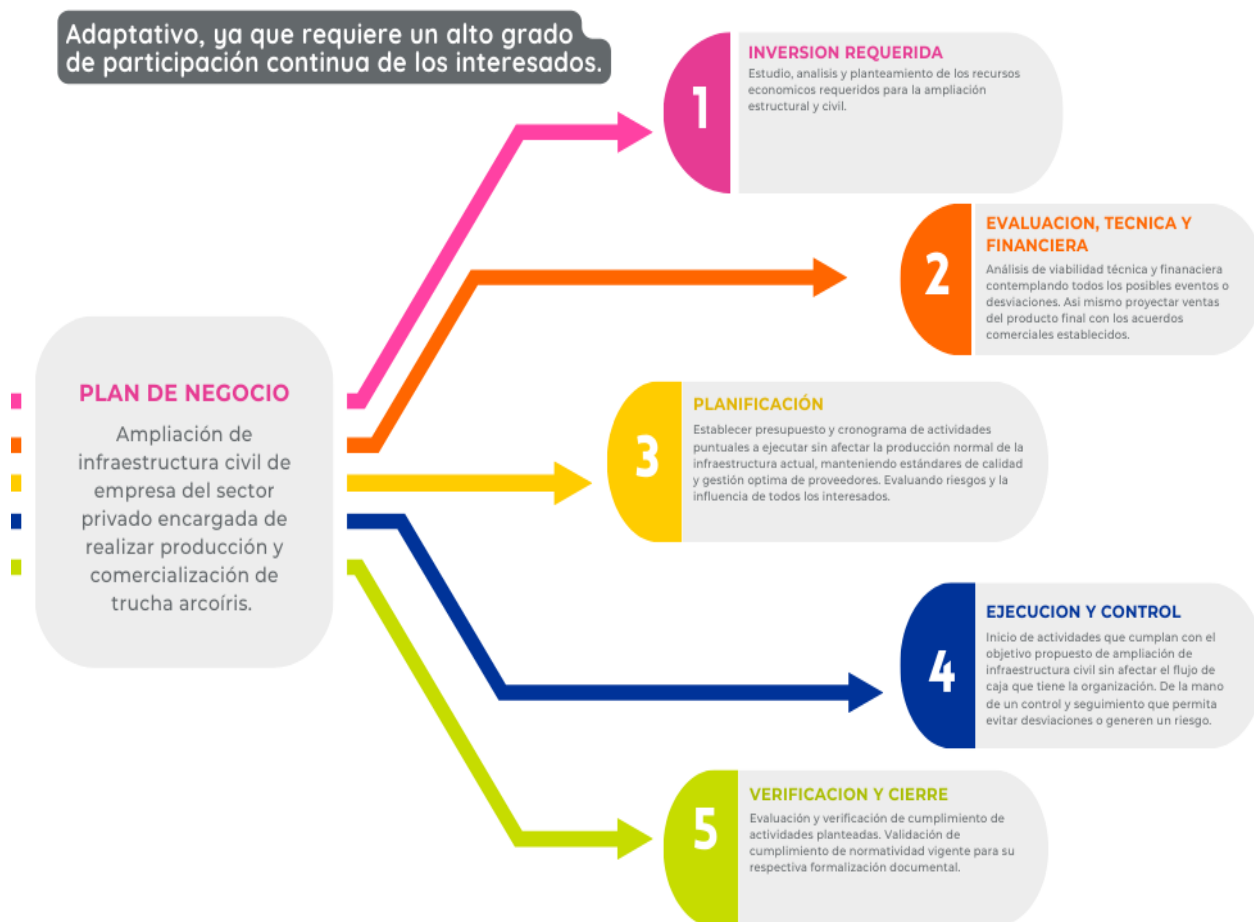 Adaptativo, ya que requiere un alto grado
de participación continua de los interesados.
PLAN DE NEGOCIO
Ampliación de
infraestructura civil de
empresa del sector
privado encargada de
realizar producción y
comercialización de
trucha arcoíris.
1
INVERSION REQUERIDA
Estudio, analisis y planteamiento de los recursos
economicos requeridos para la ampliación
estructural y civil.
2
EVALUACION, TECNICA Y
FINANCIERA
Análisis de viabilidad técnica y finanaciera
contemplando todos los posibles eventos o
desviaciones. Asi mismo proyectar ventas
del producto final con los acuerdos
comerciales establecidos.
3
PLANIFICACIÓN
Establecer presupuesto y cronograma de actividades
puntuales a ejecutar sin afectar la producción normal de la
infraestructura actual, manteniendo estándares de calidad
y gestión optima de proveedores. Evaluando riesgos y la
influencia de todos los interesados.
4
EJECUCION Y CONTROL
Inicio de actividades que cumplan con el
objetivo propuesto de ampliación de
infraestructura civil sin afectar el flujo de
caja que tiene la organización. De la mano
de un control y seguimiento que permita
evitar desviaciones o generen un riesgo.
5
VERIFICACION Y CIERRE
Evaluación y verificación de cumplimiento de
actividades planteadas. Validación de
cumplimiento de normatividad vigente para su
respectiva formalización documental.